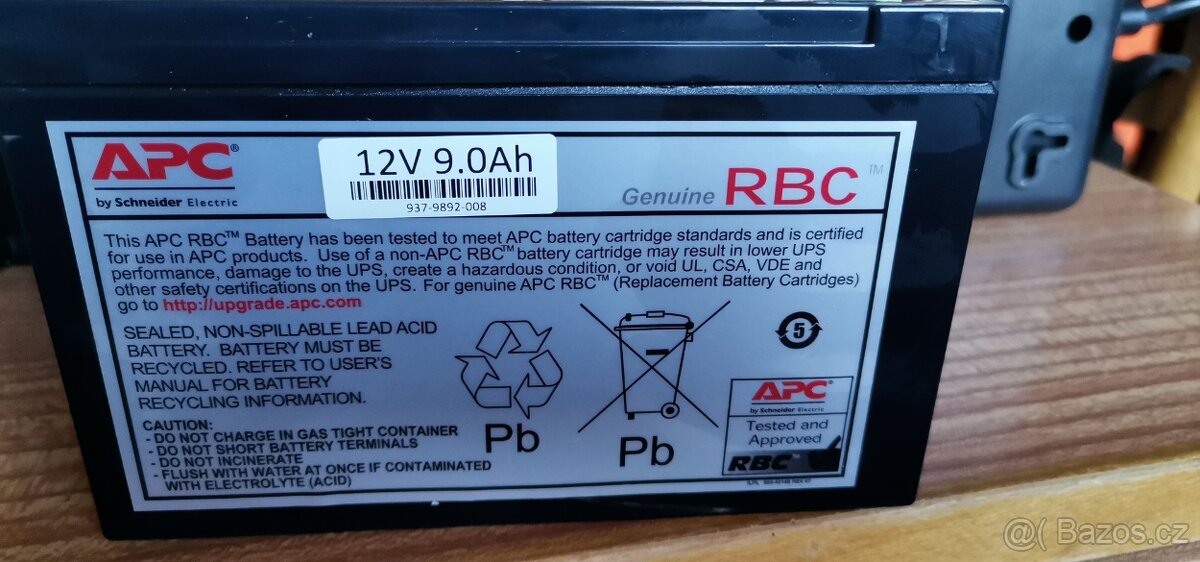 APC®
by Schneider Electric
12V 9.0Ah
937-9892-008
Genuine RBC™
This APC RBC™ Battery has been tested to meet APC battery cartridge standards and is certified
for use in APC products. Use of a non-APC RBC™ battery cartridge may result in lower UPS
performance, damage to the UPS, create a hazardous condition, or void UL, CSA, VDE and
other safety certifications on the UPS. For genuine APC RBC™ (Replacement Battery Cartridges)
go to http://upgrade.apc.com
SEALED, NON-SPILLABLE LEAD ACID
BATTERY. BATTERY MUST BE
RECYCLED. REFER TO USER'S
MANUAL FOR BATTERY
RECYCLING INFORMATION.
CAUTION:
- DO NOT CHARGE IN GAS TIGHT CONTAINER
- DO NOT SHORT BATTERY TERMINALS
- DO NOT INCINERATE
- FLUSH WITH WATER AT ONCE IF CONTAMINATED
WITH ELECTROLYTE (ACID)
Pb
Pb
5
APC®
by Schneider Electric
Tested and
Approved
RBC™
@( Bazos.cz